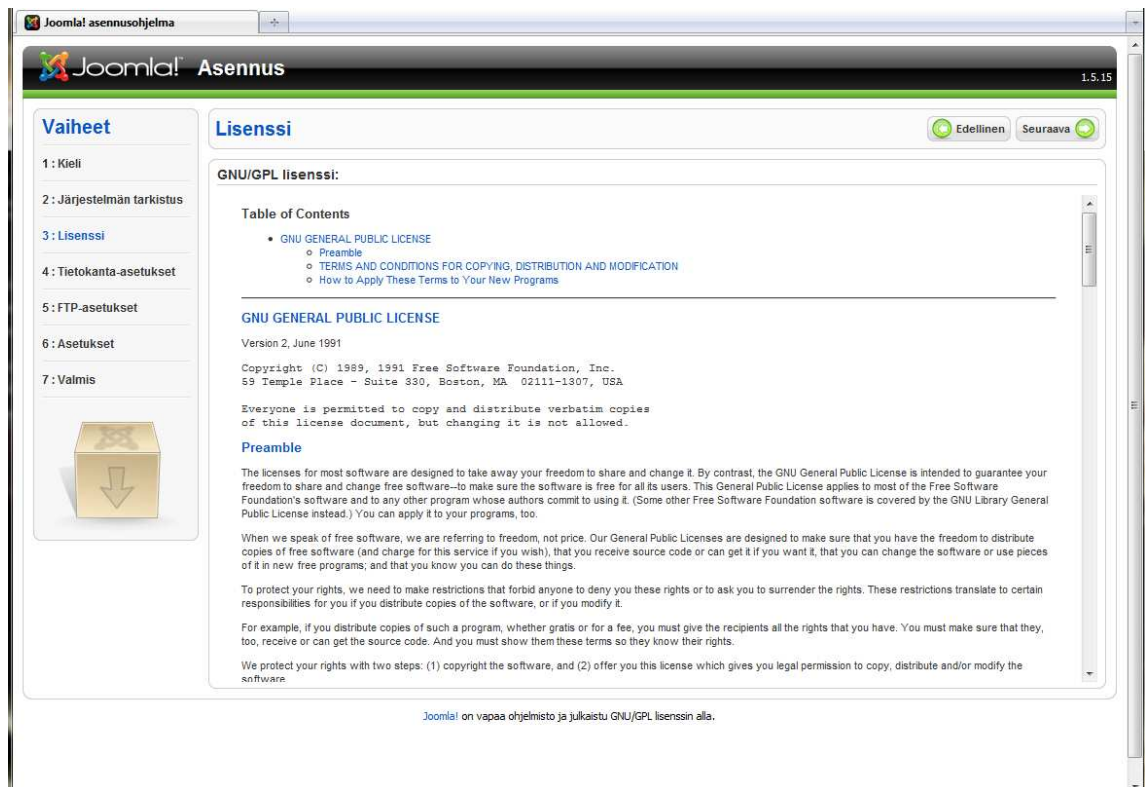 Joomla! asennusohjelma
Joomla! Asennus
1.5.15
Vaiheet
1 : Kieli
2 : Järjestelmän tarkistus
3 : Lisenssi
4 : Tietokanta-asetukset
5 : FTP-asetukset
6 : Asetukset
7 : Valmis
Lisenssi
Edellinen
Seuraava
GNU/GPL lisenssi:
Table of Contents
GNU GENERAL PUBLIC LICENSE
Preamble
TERMS AND CONDITIONS FOR COPYING, DISTRIBUTION AND MODIFICATION
How to Apply These Terms to Your New Programs
GNU GENERAL PUBLIC LICENSE
Version 2, June 1991
Copyright (C) 1989, 1991 Free Software Foundation, Inc.
59 Temple Place - Suite 330, Boston, MA 02111-1307, USA
Everyone is permitted to copy and distribute verbatim copies
of this license document, but changing it is not allowed.
Preamble
The licenses for most software are designed to take away your freedom to share and change it. By contrast, the GNU General Public License is intended to guarantee your
freedom to share and change free software--to make sure the software is free for all its users. This General Public License applies to most of the Free Software
Foundation's software and to any other program whose authors commit to using it. (Some other Free Software Foundation software is covered by the GNU Library General
Public License instead.) You can apply it to your programs, too.
When we speak of free software, we are referring to freedom, not price. Our General Public Licenses are designed to make sure that you have the freedom to distribute
copies of free software (and charge for this service if you wish), that you receive source code or can get it if you want it, that you can change the software or use pieces
of it in new free programs; and that you know you can do these things.
To protect your rights, we need to make restrictions that forbid anyone to deny you these rights or to ask you to surrender the rights. These restrictions translate to certain
responsibilities for you if you distribute copies of the software, or if you modify it.
For example, if you distribute copies of such a program, whether gratis or for a fee, you must give the recipients all the rights that you have. You must make sure that they,
too, receive or can get the source code. And you must show them these terms so they know their rights.
We protect your rights with two steps: (1) copyright the software, and (2) offer you this license which gives you legal permission to copy, distribute and/or modify the
software
Joomla! on vapaa ohjelmisto ja julkaistu GNU/GPL lisenssin alla.